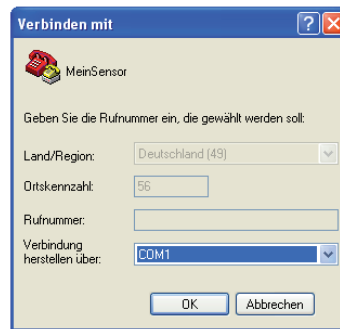 Verbinden mit
MeinSensor
Geben Sie die Rufnummer ein, die gewählt werden soll:
Land/Region:
Deutschland (49)
Ortskennzahl:
56
Rufnummer:
Verbindung
herstellen über:
COM1
OK
Abbrechen